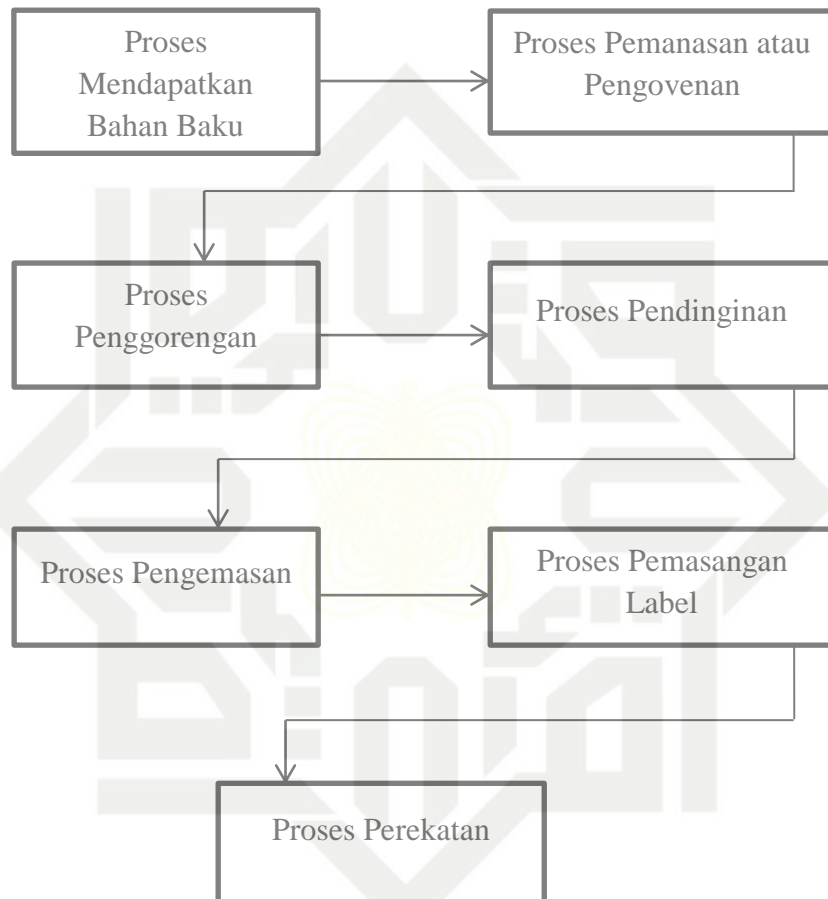 Proses
Mendapatkan
Bahan Baku
Proses Pemanasan atau
Pengovenan
Proses
Penggorengan
Proses Pendinginan
Proses Pengemasan
Proses Pemasangan
Label
Proses Perekatan